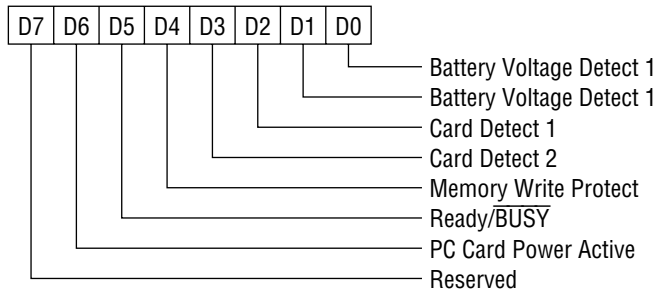 D7 D6 D5 D4 D3 D2 D1 D0
Battery Voltage Detect 1
Battery Voltage Detect 1
Card Detect 1
Card Detect 2
Memory Write Protect
Ready/B̅U̅S̅Y̅
PC Card Power Active
Reserved